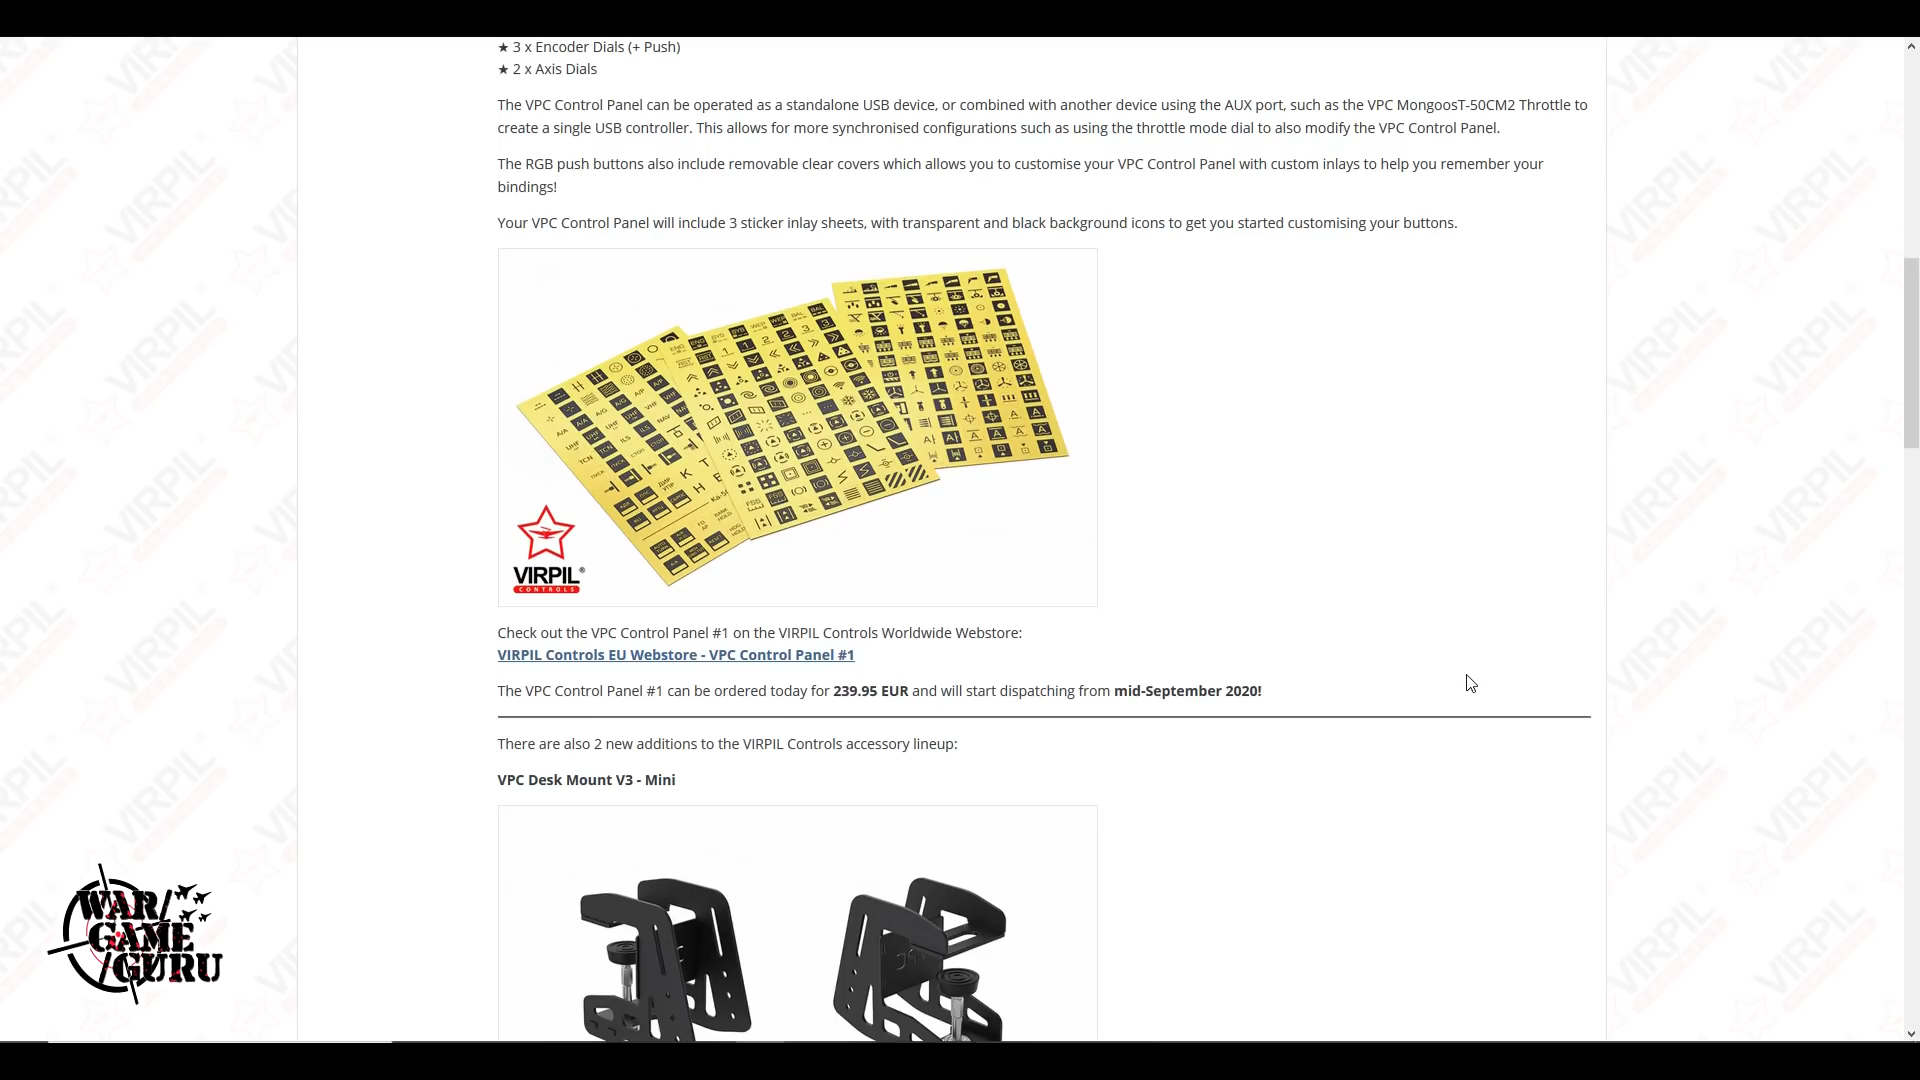 ★ 3 x Encoder Dials (+ Push)
★ 2 x Axis Dials
The VPC Control Panel can be operated as a standalone USB device, or combined with another device using the AUX port, such as the VPC MongoosT-50CM2 Throttle to
create a single USB controller. This allows for more synchronised configurations such as using the throttle mode dial to also modify the VPC Control Panel.
The RGB push buttons also include removable clear covers which allows you to customise your VPC Control Panel with custom inlays to help you remember your
bindings!
Your VPC Control Panel will include 3 sticker inlay sheets, with transparent and black background icons to get you started customising your buttons.
VIRPIL®
CONTROLS
Check out the VPC Control Panel #1 on the VIRPIL Controls Worldwide Webstore:
VIRPIL Controls EU Webstore - VPC Control Panel #1
The VPC Control Panel #1 can be ordered today for 239.95 EUR and will start dispatching from mid-September 2020!
There are also 2 new additions to the VIRPIL Controls accessory lineup:
VPC Desk Mount V3 - Mini
WAR/
GAME
/GURU